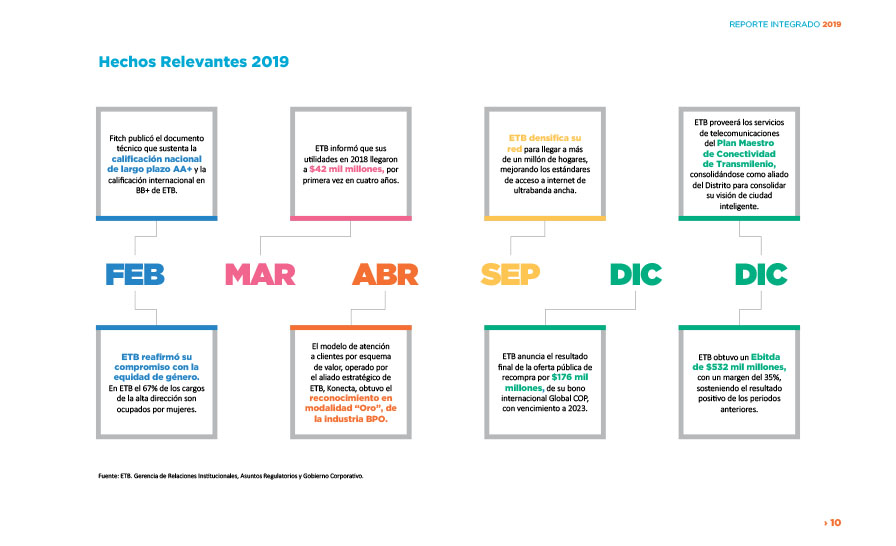 REPORTE INTEGRADO 2019
Hechos Relevantes 2019
Fitch publicó el documento
técnico que sustenta la
calificación nacional
de largo plazo AA+ y la
calificación internacional en
BB+ de ETB.
ETB informó que sus
utilidades en 2018 llegaron
a $42 mil millones, por
primera vez en cuatro años.
ETB densifica su
red para llegar a más
de un millón de hogares,
mejorando los estándares
de acceso a internet de
ultrabanda ancha.
ETB proveerá los servicios
de telecomunicaciones
del Plan Maestro
de Conectividad
de Transmilenio,
consolidándose como aliado
del Distrito para consolidar
su visión de ciudad
inteligente.
FEB MAR ABR SEP DIC DIC
ETB reafirmó su
compromiso con la
equidad de género.
En ETB el 67% de los cargos
de la alta dirección son
ocupados por mujeres.
El modelo de atención
a clientes por esquema
de valor, operado por
el aliado estratégico de
ETB, Konecta, obtuvo el
reconocimiento en
modalidad "Oro", de
la industria BPO.
ETB anuncia el resultado
final de la oferta pública de
recompra por $176 mil
millones, de su bono
internacional Global COP,
con vencimiento a 2023.
ETB obtuvo un Ebitda
de $532 mil millones,
con un margen del 35%,
sosteniendo el resultado
positivo de los periodos
anteriores.
Fuente: ETB. Gerencia de Relaciones Institucionales, Asuntos Regulatorios y Gobierno Corporativo.
› 10